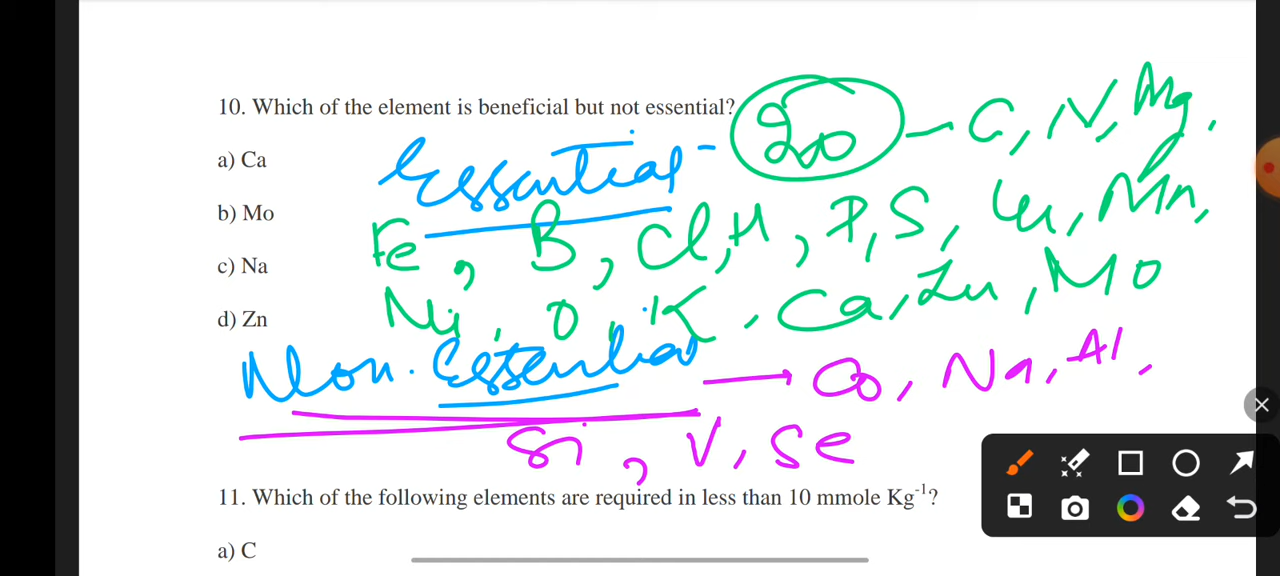 10. Which of the element is beneficial but not essential?
a) Ca
b) Mo
c) Na
d) Zn
Essential - 20 - C, N, Mg,
Fe, B, Cl, H, P, S, Cu, Mn,
Ni, O, K, Ca, Zn, Mo
Non. Essential → Co, Na, Al,
Si, V, Se
11. Which of the following elements are required in less than 10 mmole Kg⁻¹?
a) C